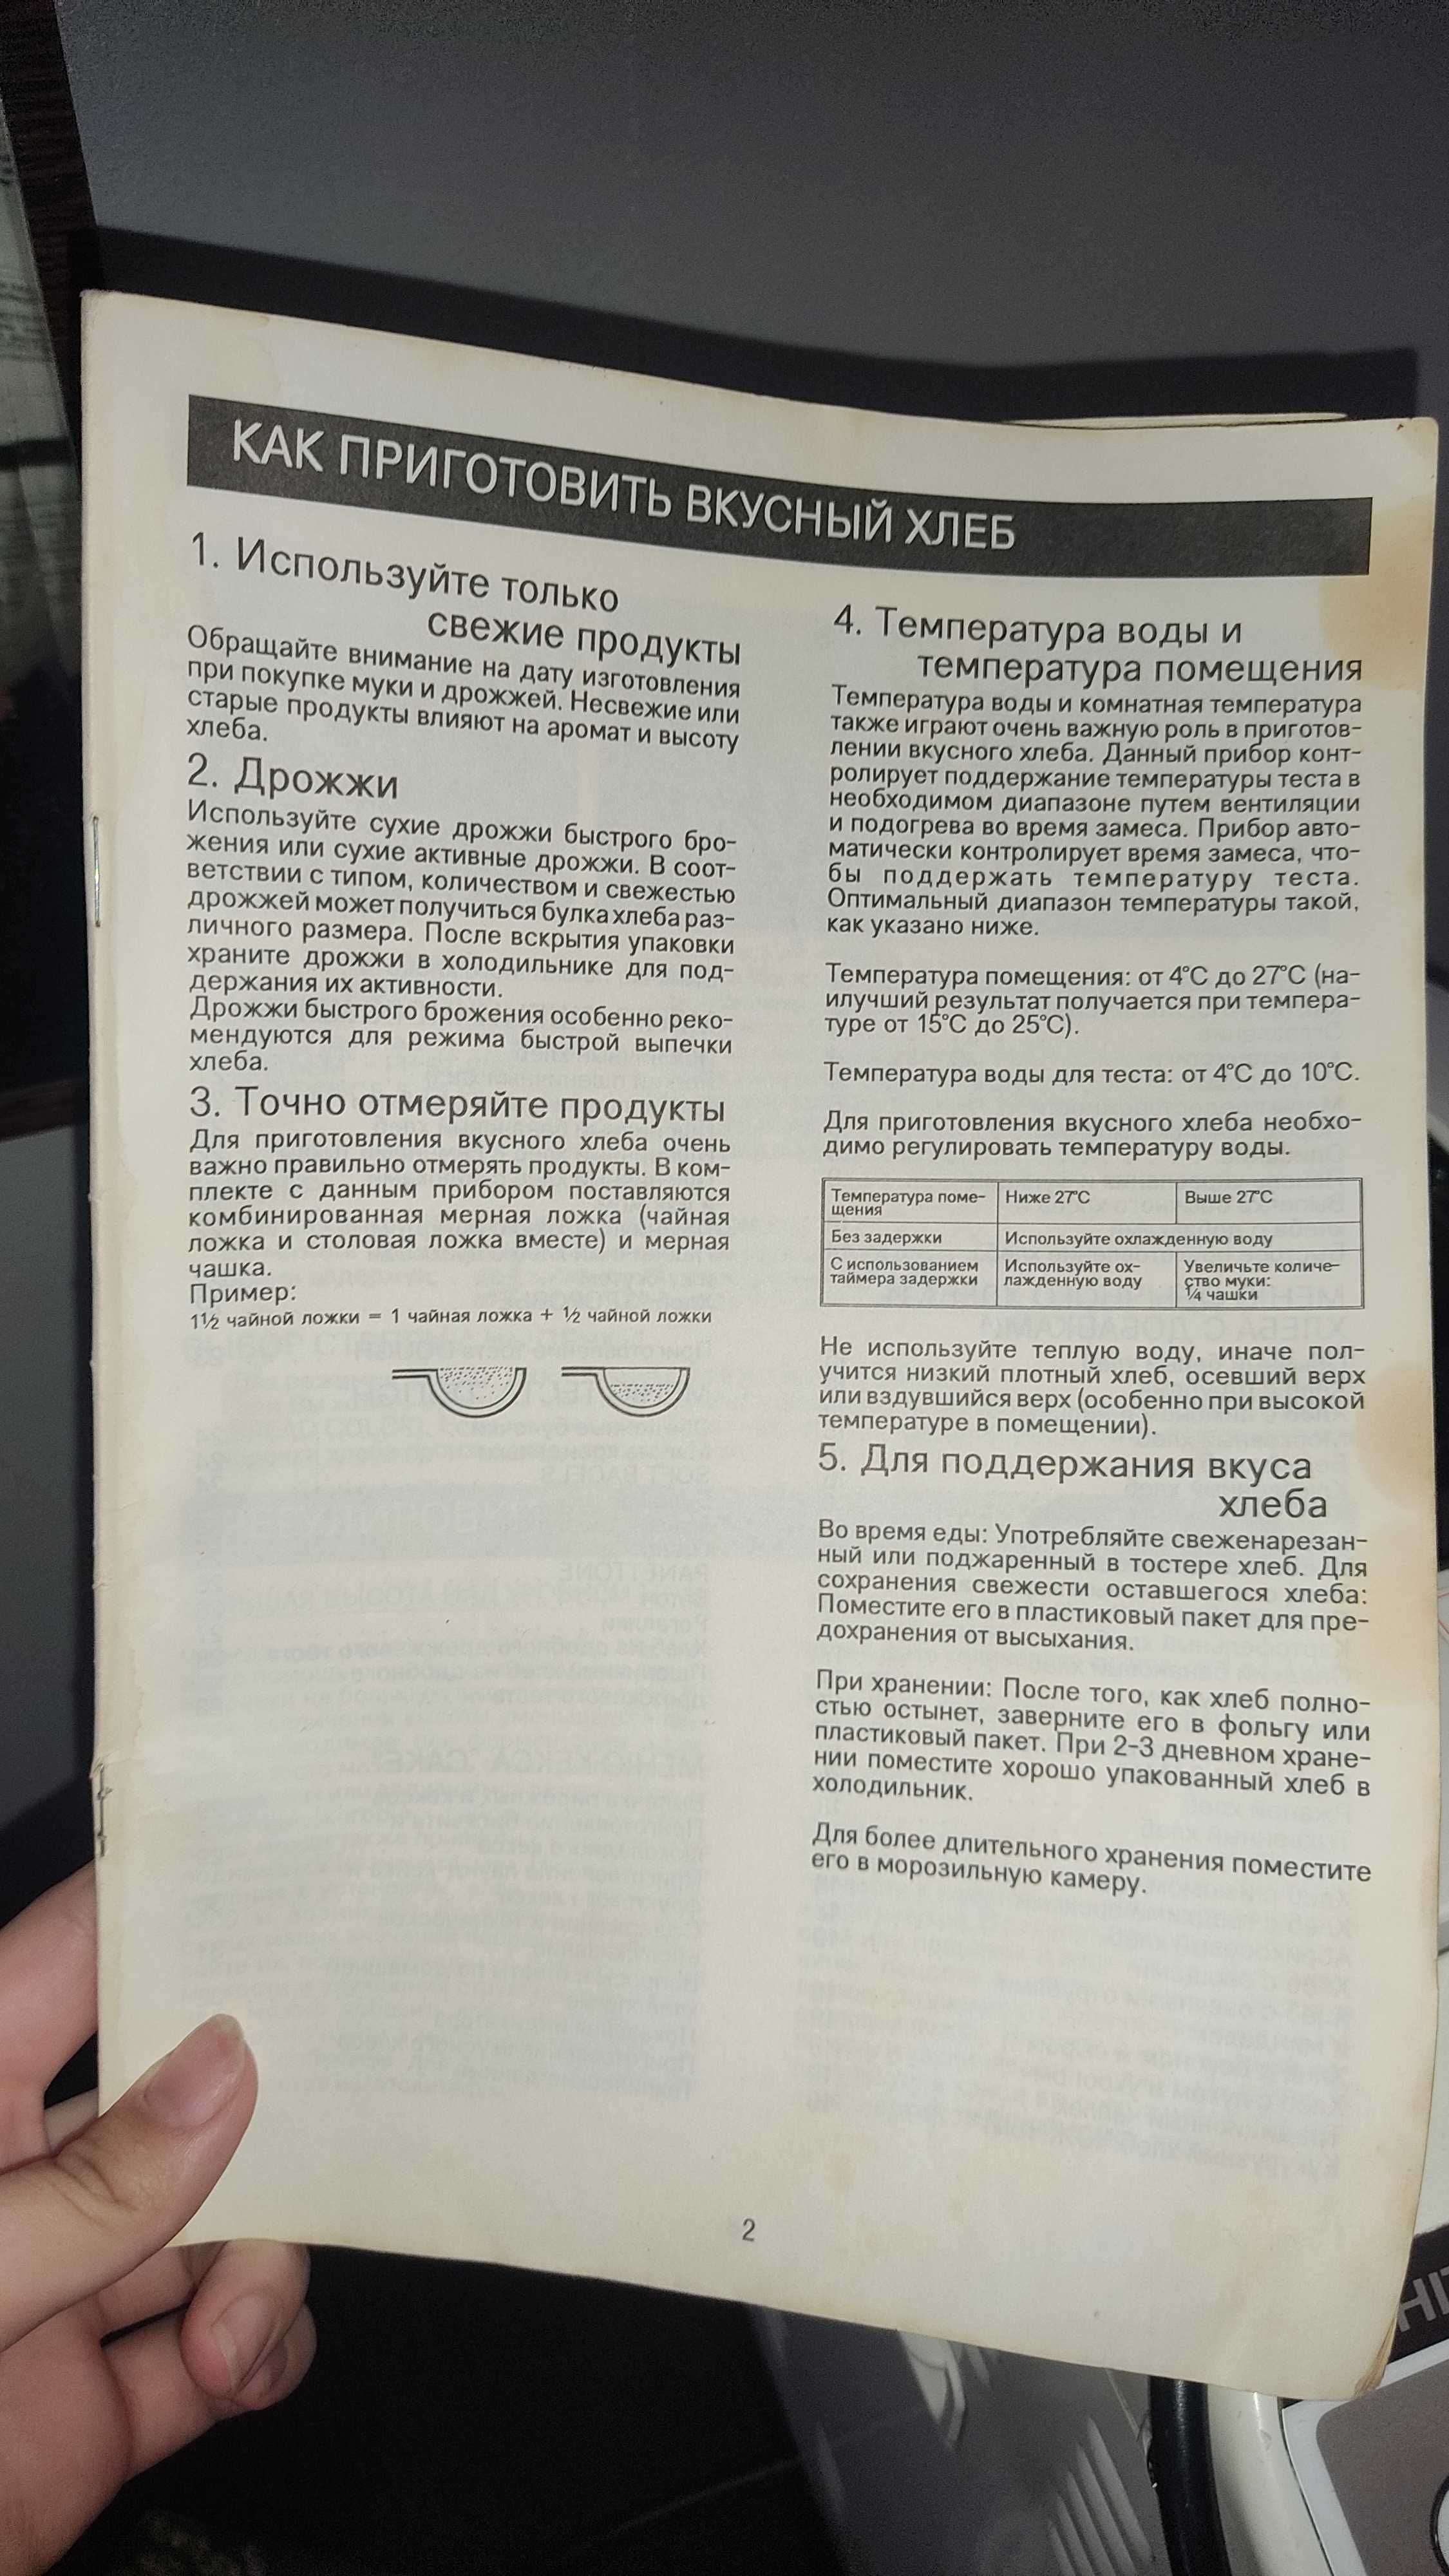 КАК ПРИГОТОВИТЬ ВКУСНЫЙ ХЛЕБ
1. Используйте только
свежие продукты
Обращайте внимание на дату изготовления
при покупке муки и дрожжей. Несвежие или
старые продукты влияют на аромат и высоту
хлеба.
2. Дрожжи
Используйте сухие дрожжи быстрого бро-
жения или сухие активные дрожжи. В соот-
ветствии с типом, количеством и свежестью
дрожжей может получиться булка хлеба раз-
личного размера. После вскрытия упаковки
храните дрожжи в холодильнике для под-
держания их активности.
Дрожжи быстрого брожения особенно реко-
мендуются для режима быстрой выпечки
хлеба.
3. Точно отмеряйте продукты
Для приготовления вкусного хлеба очень
важно правильно отмерять продукты. В ком-
плекте с данным прибором поставляются
комбинированная мерная ложка (чайная
ложка и столовая ложка вместе) и мерная
чашка.
Пример:
1½ чайной ложки = 1 чайная ложка + ½ чайной ложки
4. Температура воды и
температура помещения
Температура воды и комнатная температура
также играют очень важную роль в приготов-
лении вкусного хлеба. Данный прибор конт-
ролирует поддержание температуры теста в
необходимом диапазоне путем вентиляции
и подогрева во время замеса. Прибор авто-
матически контролирует время замеса, что-
бы поддержать температуру теста.
Оптимальный диапазон температуры такой,
как указано ниже.
Температура помещения: от 4°C до 27°C (на-
илучший результат получается при темпера-
туре от 15°C до 25°C).
Температура воды для теста: от 4°C до 10°C.
Для приготовления вкусного хлеба необхо-
димо регулировать температуру воды.
Температура поме-
щения
Ниже 27°C
Выше 27°C
Без задержки
Используйте охлажденную воду
С использованием
таймера задержки
Используйте ох-
лажденную воду
Увеличьте количе-
ство муки:
¼ чашки
Не используйте теплую воду, иначе пол-
учится низкий плотный хлеб, осевший верх
или вздувшийся верх (особенно при высокой
температуре в помещении).
5. Для поддержания вкуса
хлеба
Во время еды: Употребляйте свеженарезан-
ный или поджаренный в тостере хлеб. Для
сохранения свежести оставшегося хлеба:
Поместите его в пластиковый пакет для пре-
дохранения от высыхания.
При хранении: После того, как хлеб полно-
стью остынет, заверните его в фольгу или
пластиковый пакет. При 2-3 дневном хране-
нии поместите хорошо упакованный хлеб в
холодильник.
Для более длительного хранения поместите
его в морозильную камеру.
2